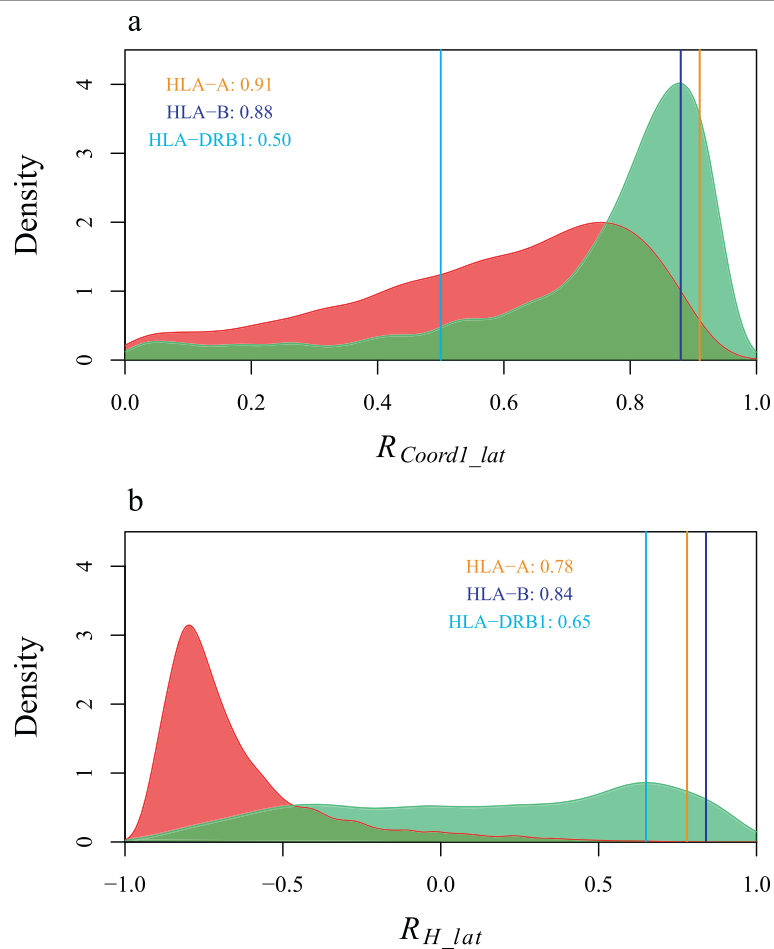 a
HLA−A: 0.91
HLA−B: 0.88
HLA−DRB1: 0.50
Density
4
3
2
1
0
0.0 0.2 0.4 0.6 0.8 1.0
R Coord1_lat
b
HLA−A: 0.78
HLA−B: 0.84
HLA−DRB1: 0.65
Density
4
3
2
1
0
−1.0 −0.5 0.0 0.5 1.0
R H_lat